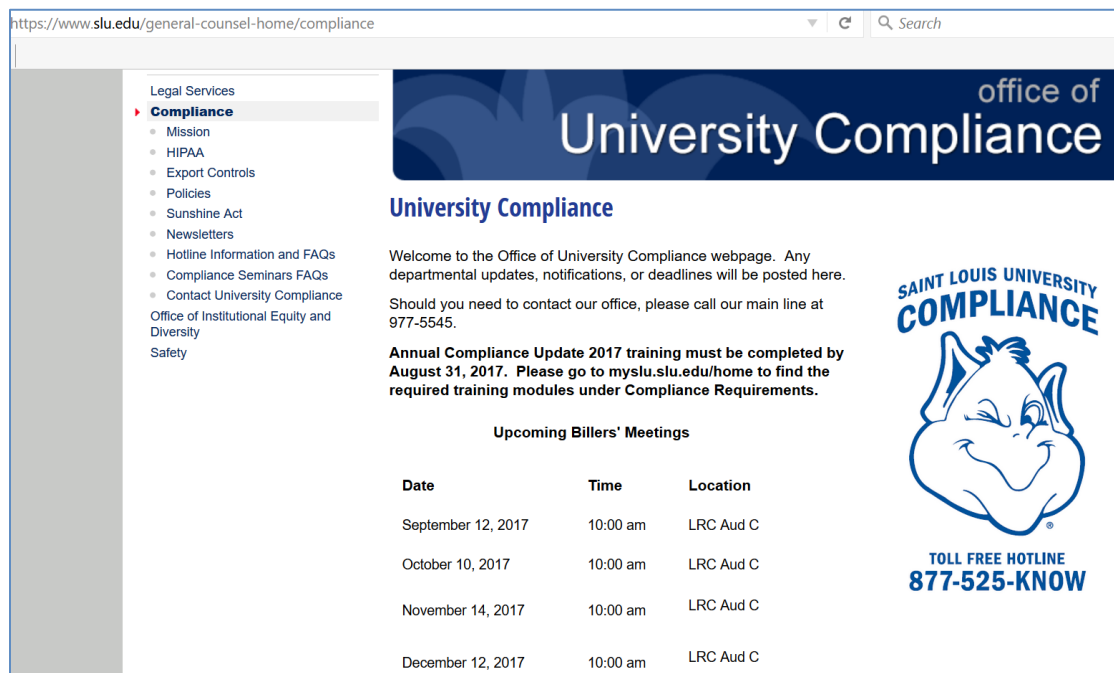 https://www.slu.edu/general-counsel-home/compliance
Search
Legal Services
Compliance
Mission
HIPAA
Export Controls
Policies
Sunshine Act
Newsletters
Hotline Information and FAQs
Compliance Seminars FAQs
Contact University Compliance
Office of Institutional Equity and
Diversity
Safety
office of
University Compliance
University Compliance
Welcome to the Office of University Compliance webpage. Any
departmental updates, notifications, or deadlines will be posted here.
Should you need to contact our office, please call our main line at
977-5545.
Annual Compliance Update 2017 training must be completed by
August 31, 2017. Please go to myslu.slu.edu/home to find the
required training modules under Compliance Requirements.
Upcoming Billers' Meetings
Date Time Location
September 12, 2017 10:00 am LRC Aud C
October 10, 2017 10:00 am LRC Aud C
November 14, 2017 10:00 am LRC Aud C
December 12, 2017 10:00 am LRC Aud C
SAINT LOUIS UNIVERSITY
COMPLIANCE
®
TOLL FREE HOTLINE
877-525-KNOW